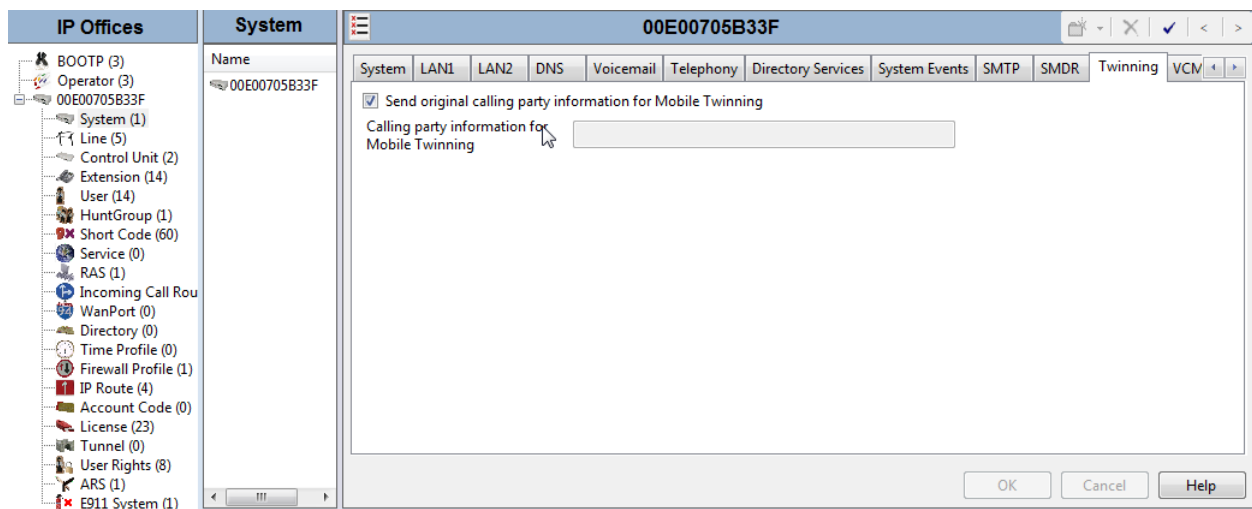 IP Offices
BOOTP (3)
Operator (3)
00E00705B33F
System (1)
Line (5)
Control Unit (2)
Extension (14)
User (14)
HuntGroup (1)
Short Code (60)
Service (0)
RAS (1)
Incoming Call Rou
WanPort (0)
Directory (0)
Time Profile (0)
Firewall Profile (1)
IP Route (4)
Account Code (0)
License (23)
Tunnel (0)
User Rights (8)
ARS (1)
E911 System (1)
System
Name
00E00705B33F
00E00705B33F
System LAN1 LAN2 DNS Voicemail Telephony Directory Services System Events SMTP SMDR Twinning VCM
Send original calling party information for Mobile Twinning
Calling party information for
Mobile Twinning
OK Cancel Help